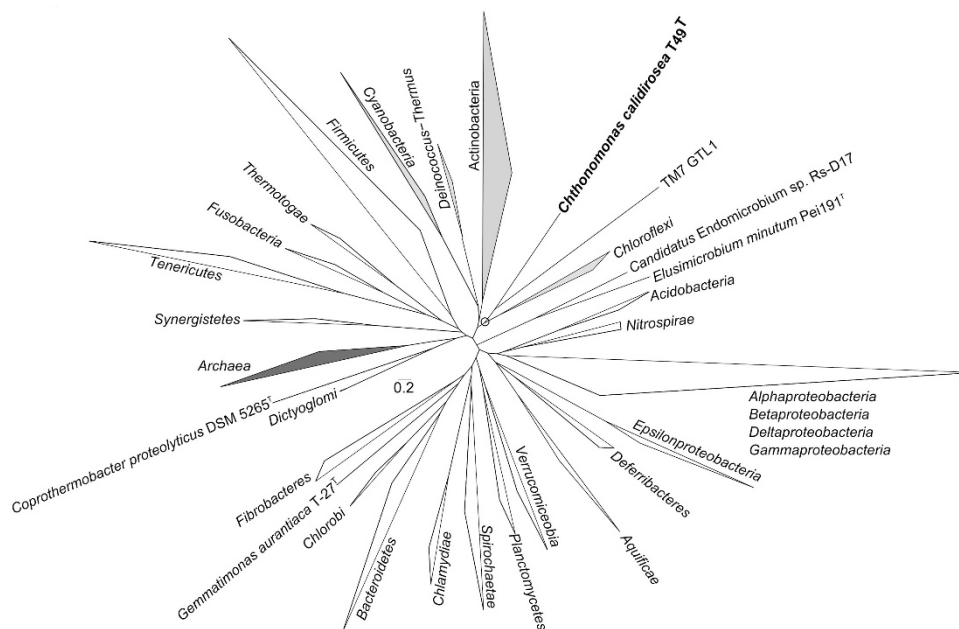 Actinobacteria
Chthonomonas calidirosea T49ᵀ
Deinococcus–Thermus
Cyanobacteria
Firmicutes
TM7 GTL1
Chloroflexi
Candidatus Endomicrobium sp. Rs-D17
Elusimicrobium minutum Pei191ᵀ
Acidobacteria
Nitrospirae
Thermotogae
Fusobacteria
Tenericutes
Synergistetes
Archaea
0.2
Coprothermobacter proteolyticus DSM 5265ᵀ
Dictyoglomi
Alphaproteobacteria
Betaproteobacteria
Deltaproteobacteria
Gammaproteobacteria
Epsilonproteobacteria
Deferribacteres
Aquificae
Verrucomiceobia
Planctomycetes
Spirochaetae
Chlamydiae
Bacteroidetes
Chlorobi
Gemmatimonas aurantiaca T-27ᵀ
Fibrobacteres